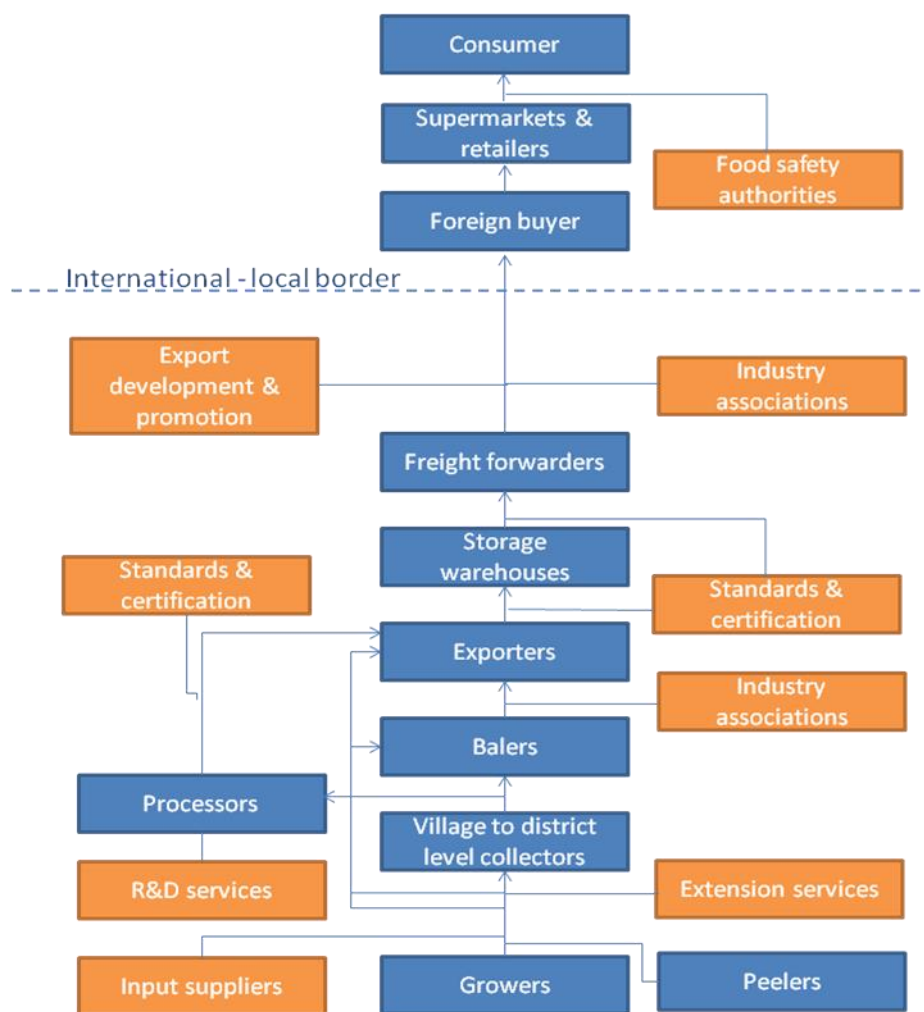 Consumer
Supermarkets &
retailers
Food safety
authorities
Foreign buyer
International - local border
Export
development &
promotion
Industry
associations
Freight forwarders
Storage
warehouses
Standards &
certification
Standards &
certification
Exporters
Industry
associations
Balers
Processors
Village to district
level collectors
R&D services
Extension services
Input suppliers
Growers
Peelers